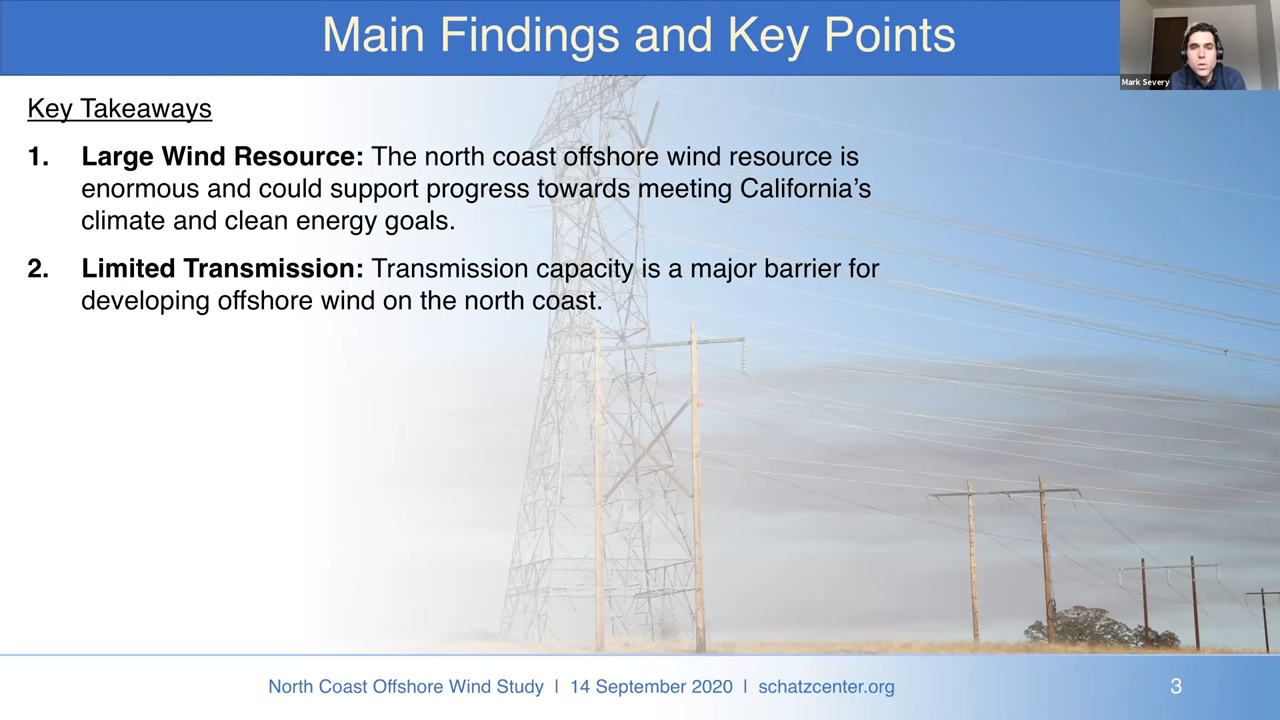 Main Findings and Key Points
Mark Severy
Key Takeaways
1. Large Wind Resource: The north coast offshore wind resource is
enormous and could support progress towards meeting California’s
climate and clean energy goals.
2. Limited Transmission: Transmission capacity is a major barrier for
developing offshore wind on the north coast.
North Coast Offshore Wind Study | 14 September 2020 | schatzcenter.org
3